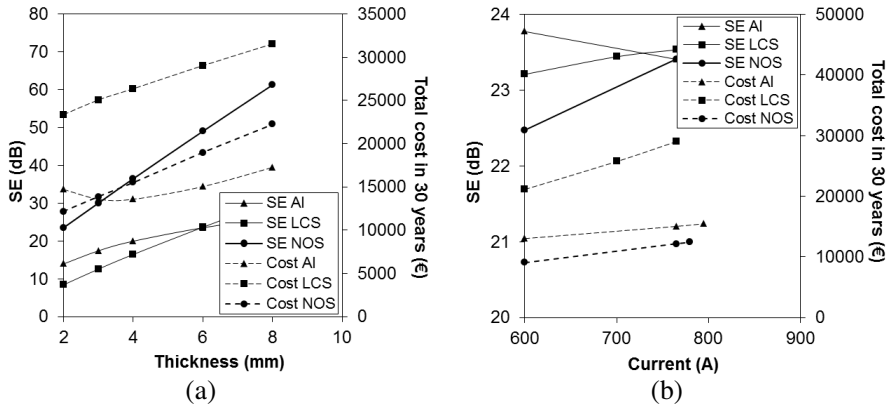 80
70
60
50
40
30
20
10
0
SE (dB)
35000
30000
25000
20000
15000
10000
5000
0
Total cost in 30 years (€)
SE Al
SE LCS
SE NOS
Cost Al
Cost LCS
Cost NOS
2 4 6 8 10
Thickness (mm)
(a)
24
23
22
21
20
SE (dB)
50000
40000
30000
20000
10000
0
Total cost in 30 years (€)
SE Al
SE LCS
SE NOS
Cost Al
Cost LCS
Cost NOS
600 700 800 900
Current (A)
(b)